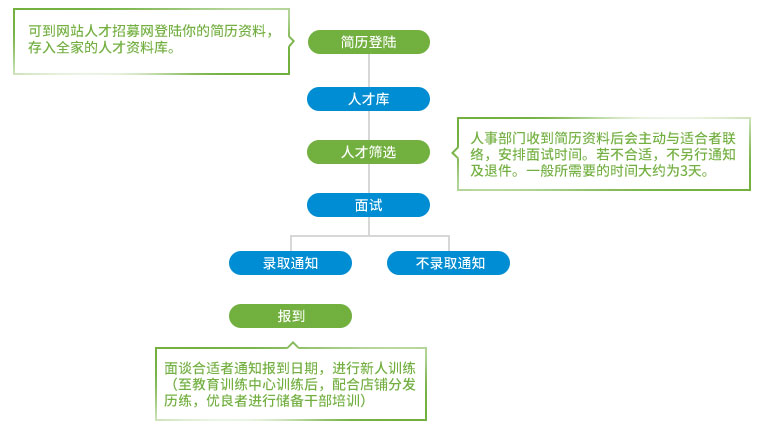 可到网站人才招募网登陆你的简历资料，
存入全家的人才资料库。
简历登陆
人才库
人才筛选
人事部门收到简历资料后会主动与适合者联
络，安排面试时间。若不合适，不另行通知
及退件。一般所需要的时间大约为3天。
面试
录取通知
不录取通知
报到
面谈合适者通知报到日期，进行新人训练
（至教育训练中心训练后，配合店铺分发
历练，优良者进行储备干部培训）